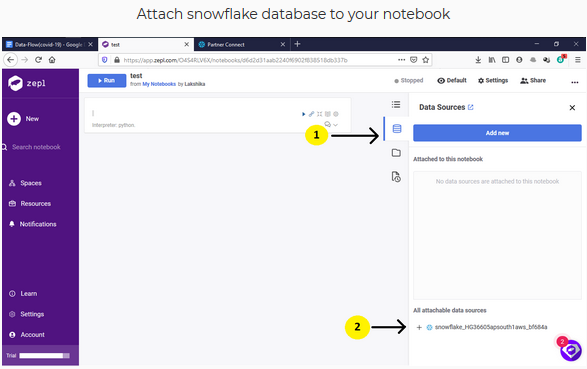 Attach snowflake database to your notebook
Data-Flow(covid-19) - Google
test
Partner Connect
https://app.zepl.com/O4S4RLV6X/notebooks/d6d2d31aab2240f6902f838518db337b
zepl
Run
test
from My Notebooks by Lakshika
Stopped
Default
Settings
Share
New
Search notebook
Spaces
Resources
Notifications
Learn
Settings
Account
Trial
interpreter: python
1
Data Sources
Add new
Attached to this notebook
No data sources are attached to this notebook
All attachable data sources
2
snowflake_HG36605apsouth1aws_bf684a
2